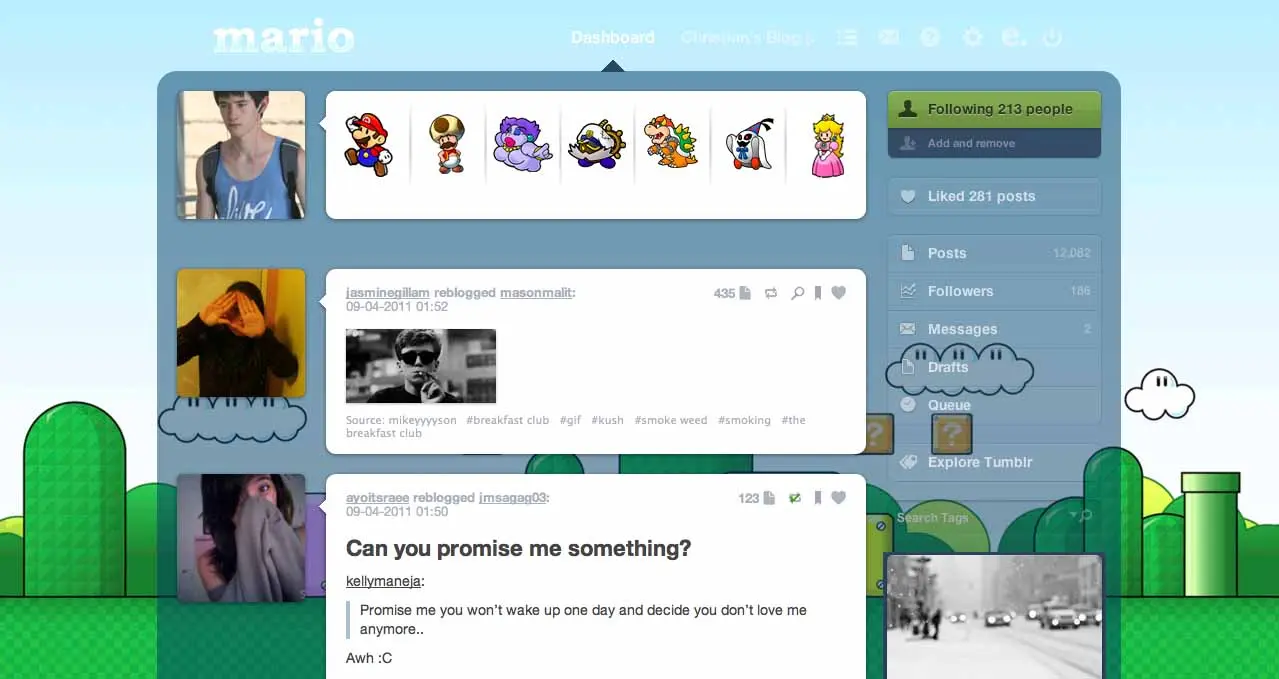 mario
Dashboard
Christian's Blog
live
Following 213 people
Add and remove
Liked 281 posts
Posts 12,082
Followers 186
Messages 2
Drafts
Queue
Explore Tumblr
Search Tags
jasminegillam reblogged masonmalit: 435
09-04-2011 01:52
Source: mikeyyyyson #breakfast club #gif #kush #smoke weed #smoking #the
breakfast club
ayoitsraee reblogged jmsagag03: 123
09-04-2011 01:50
Can you promise me something?
kellymaneja:
Promise me you won't wake up one day and decide you don't love me
anymore..
Awh :C
? ?